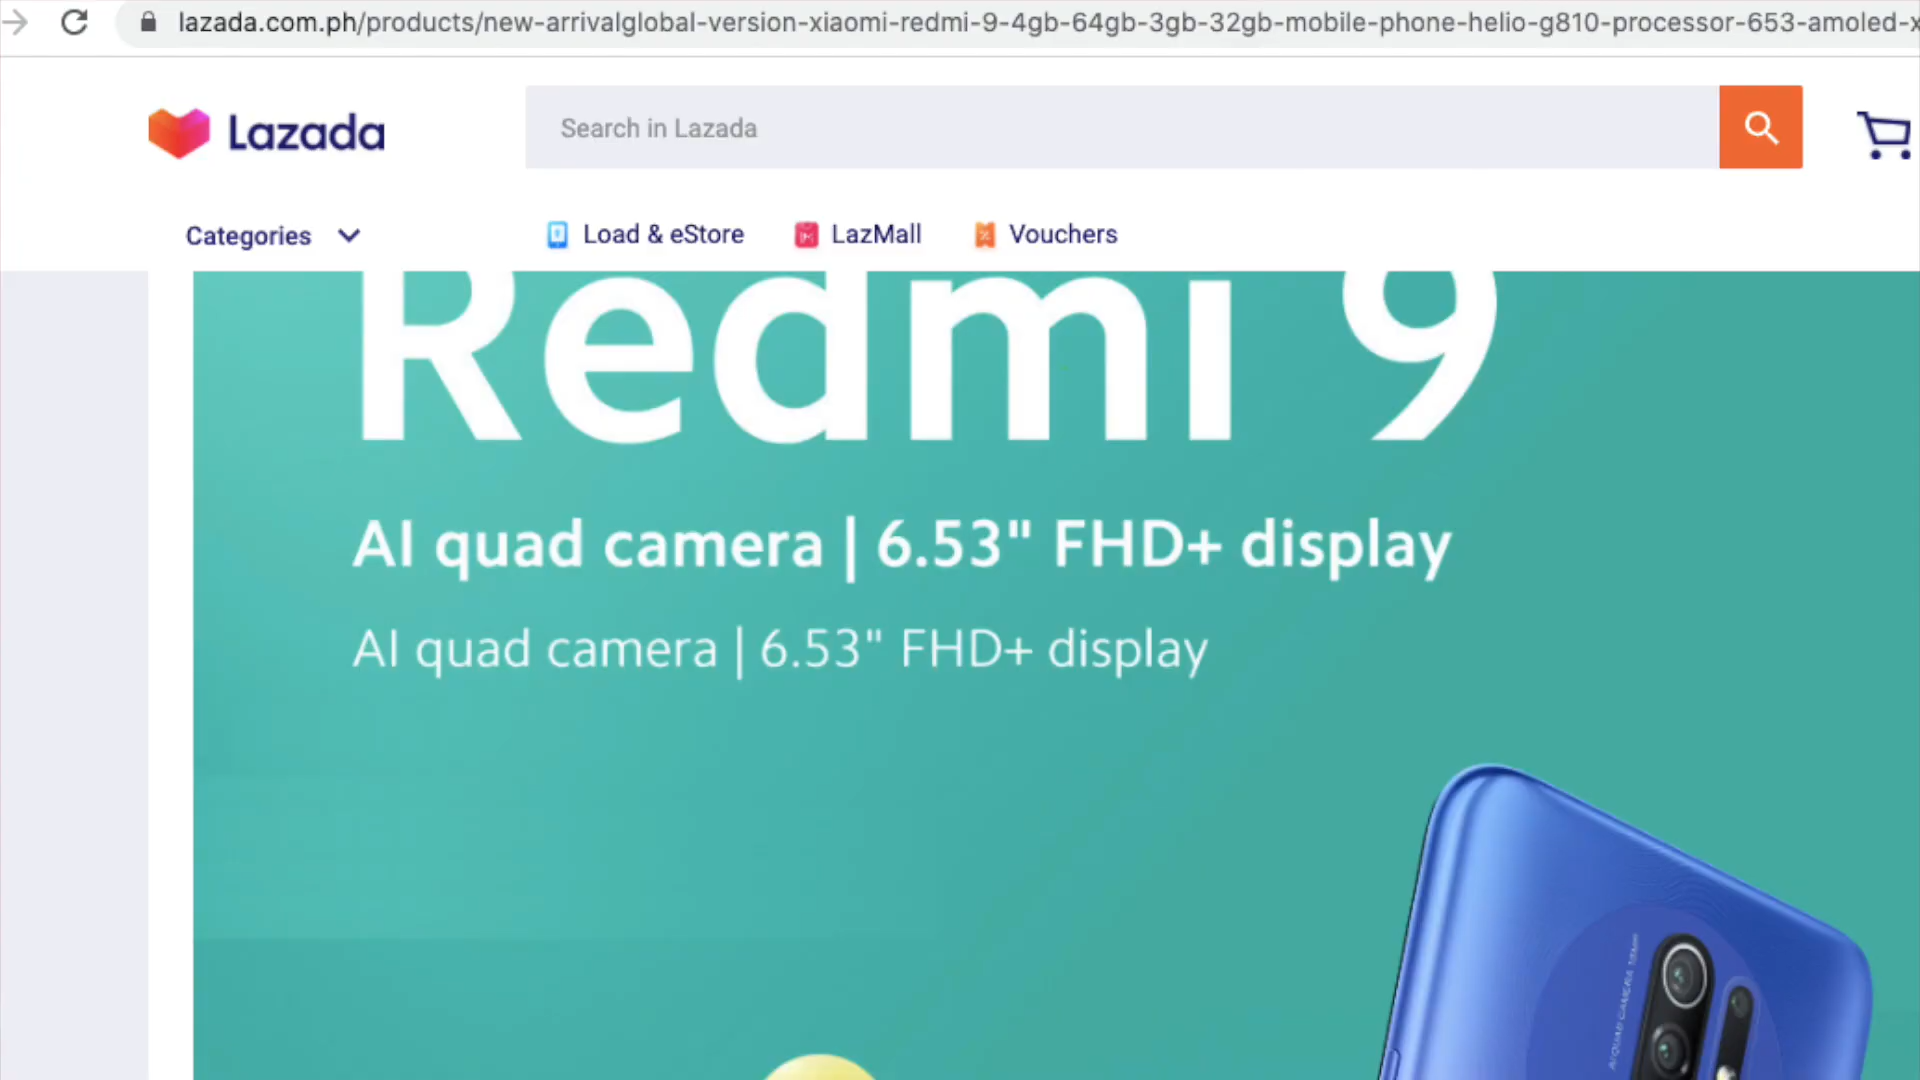 lazada.com.ph/products/new-arrivalglobal-version-xiaomi-redmi-9-4gb-64gb-3gb-32gb-mobile-phone-helio-g810-processor-653-amoled-x
Lazada
Search in Lazada
Categories
Load & eStore
LazMall
Vouchers
Redmi 9
AI quad camera | 6.53" FHD+ display
AI quad camera | 6.53" FHD+ display